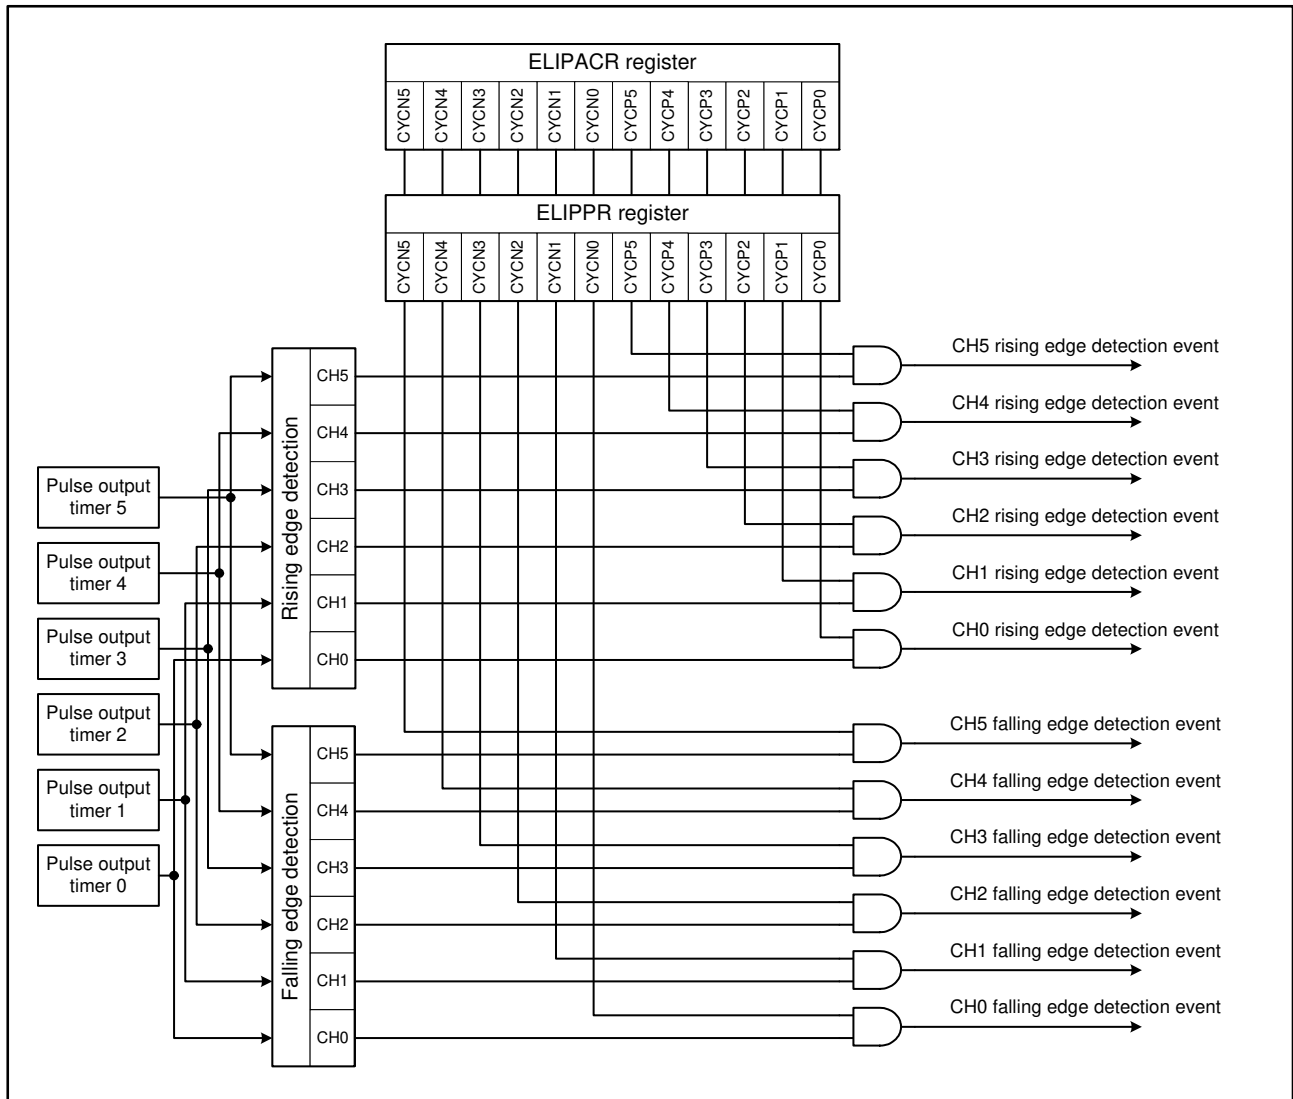 ELIPACR register
CYCN5
CYCN4
CYCN3
CYCN2
CYCN1
CYCN0
CYCP5
CYCP4
CYCP3
CYCP2
CYCP1
CYCP0
ELIPPR register
CYCN5
CYCN4
CYCN3
CYCN2
CYCN1
CYCN0
CYCP5
CYCP4
CYCP3
CYCP2
CYCP1
CYCP0
Pulse output
timer 5
Pulse output
timer 4
Pulse output
timer 3
Pulse output
timer 2
Pulse output
timer 1
Pulse output
timer 0
Rising edge detection
CH5
CH4
CH3
CH2
CH1
CH0
Falling edge detection
CH5
CH4
CH3
CH2
CH1
CH0
CH5 rising edge detection event
CH4 rising edge detection event
CH3 rising edge detection event
CH2 rising edge detection event
CH1 rising edge detection event
CH0 rising edge detection event
CH5 falling edge detection event
CH4 falling edge detection event
CH3 falling edge detection event
CH2 falling edge detection event
CH1 falling edge detection event
CH0 falling edge detection event